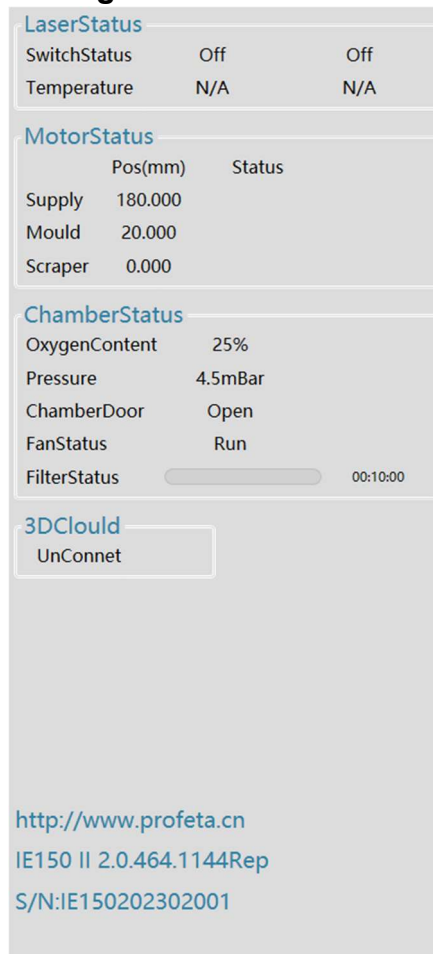 LaserStatus
SwitchStatus Off Off
Temperature N/A N/A
MotorStatus
Pos(mm) Status
Supply 180.000
Mould 20.000
Scraper 0.000
ChamberStatus
OxygenContent 25%
Pressure 4.5mBar
ChamberDoor Open
FanStatus Run
FilterStatus 00:10:00
3DClould
UnConnet
http://www.profeta.cn
IE150 II 2.0.464.1144Rep
S/N:IE150202302001